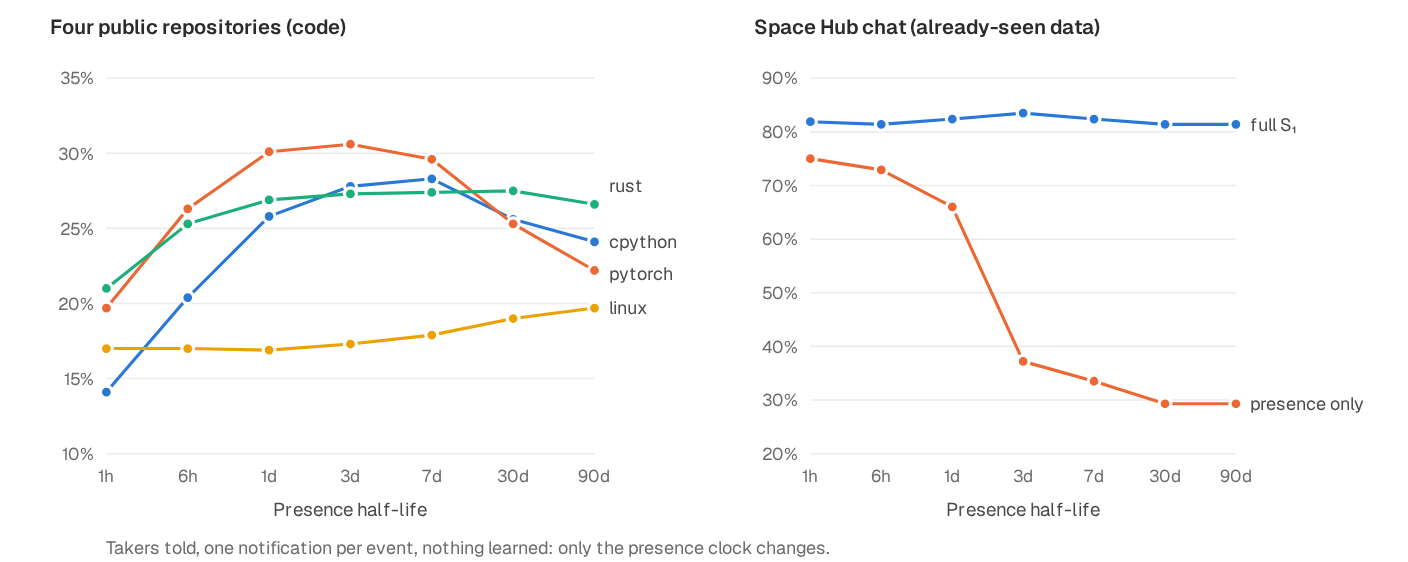 Four public repositories (code)
35%
30%
25%
20%
15%
10%
1h 6h 1d 3d 7d 30d 90d
rust
cpython
pytorch
linux
Presence half-life
Space Hub chat (already-seen data)
90%
80%
70%
60%
50%
40%
30%
20%
1h 6h 1d 3d 7d 30d 90d
full S₁
presence only
Presence half-life
Takers told, one notification per event, nothing learned: only the presence clock changes.